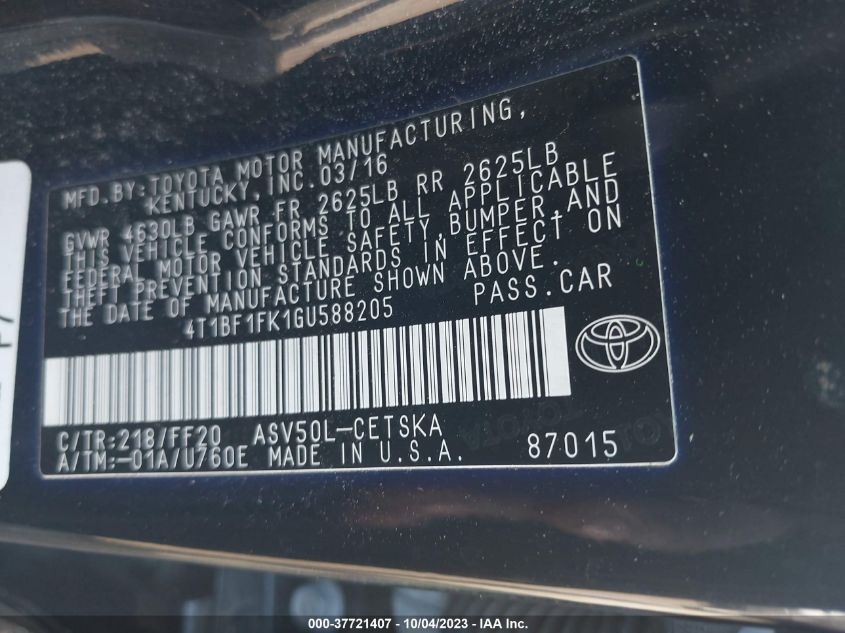 MFD.BY:TOYOTA MOTOR MANUFACTURING,
KENTUCKY, INC.03/16
GVWR 4630LB GAWR FR 2625LB RR 2625LB
THIS VEHICLE CONFORMS TO ALL APPLICABLE
FEDERAL MOTOR VEHICLE SAFETY,BUMPER,AND
THEFT PREVENTION STANDARDS IN EFFECT ON
THE DATE OF MANUFACTURE SHOWN ABOVE.
4T1BF1FK1GU588205 PASS.CAR
C/TR:218/FF20 ASV50L-CETSKA
A/TM:-01A/U760E MADE IN U.S.A. 87015
000-37721407 - 10/04/2023 - IAA Inc.